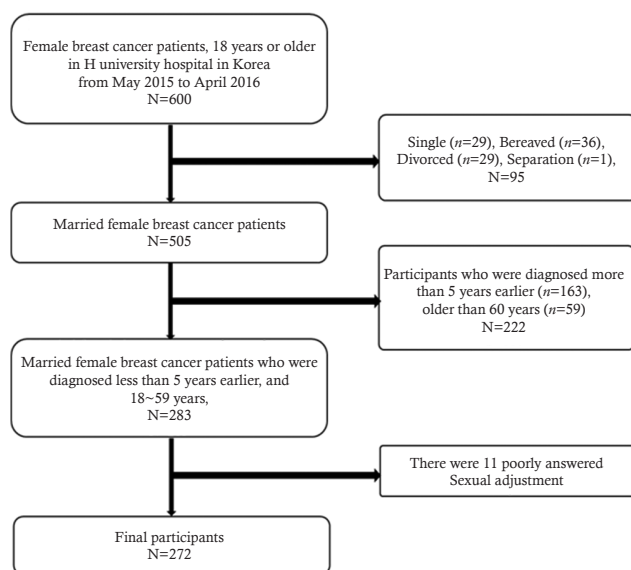 Female breast cancer patients, 18 years or older
in H university hospital in Korea
from May 2015 to April 2016
N=600
Single (n=29), Bereaved (n=36),
Divorced (n=29), Separation (n=1),
N=95
Married female breast cancer patients
N=505
Participants who were diagnosed more
than 5 years earlier (n=163),
older than 60 years (n=59)
N=222
Married female breast cancer patients who were
diagnosed less than 5 years earlier, and
18~59 years,
N=283
There were 11 poorly answered
Sexual adjustment
Final participants
N=272